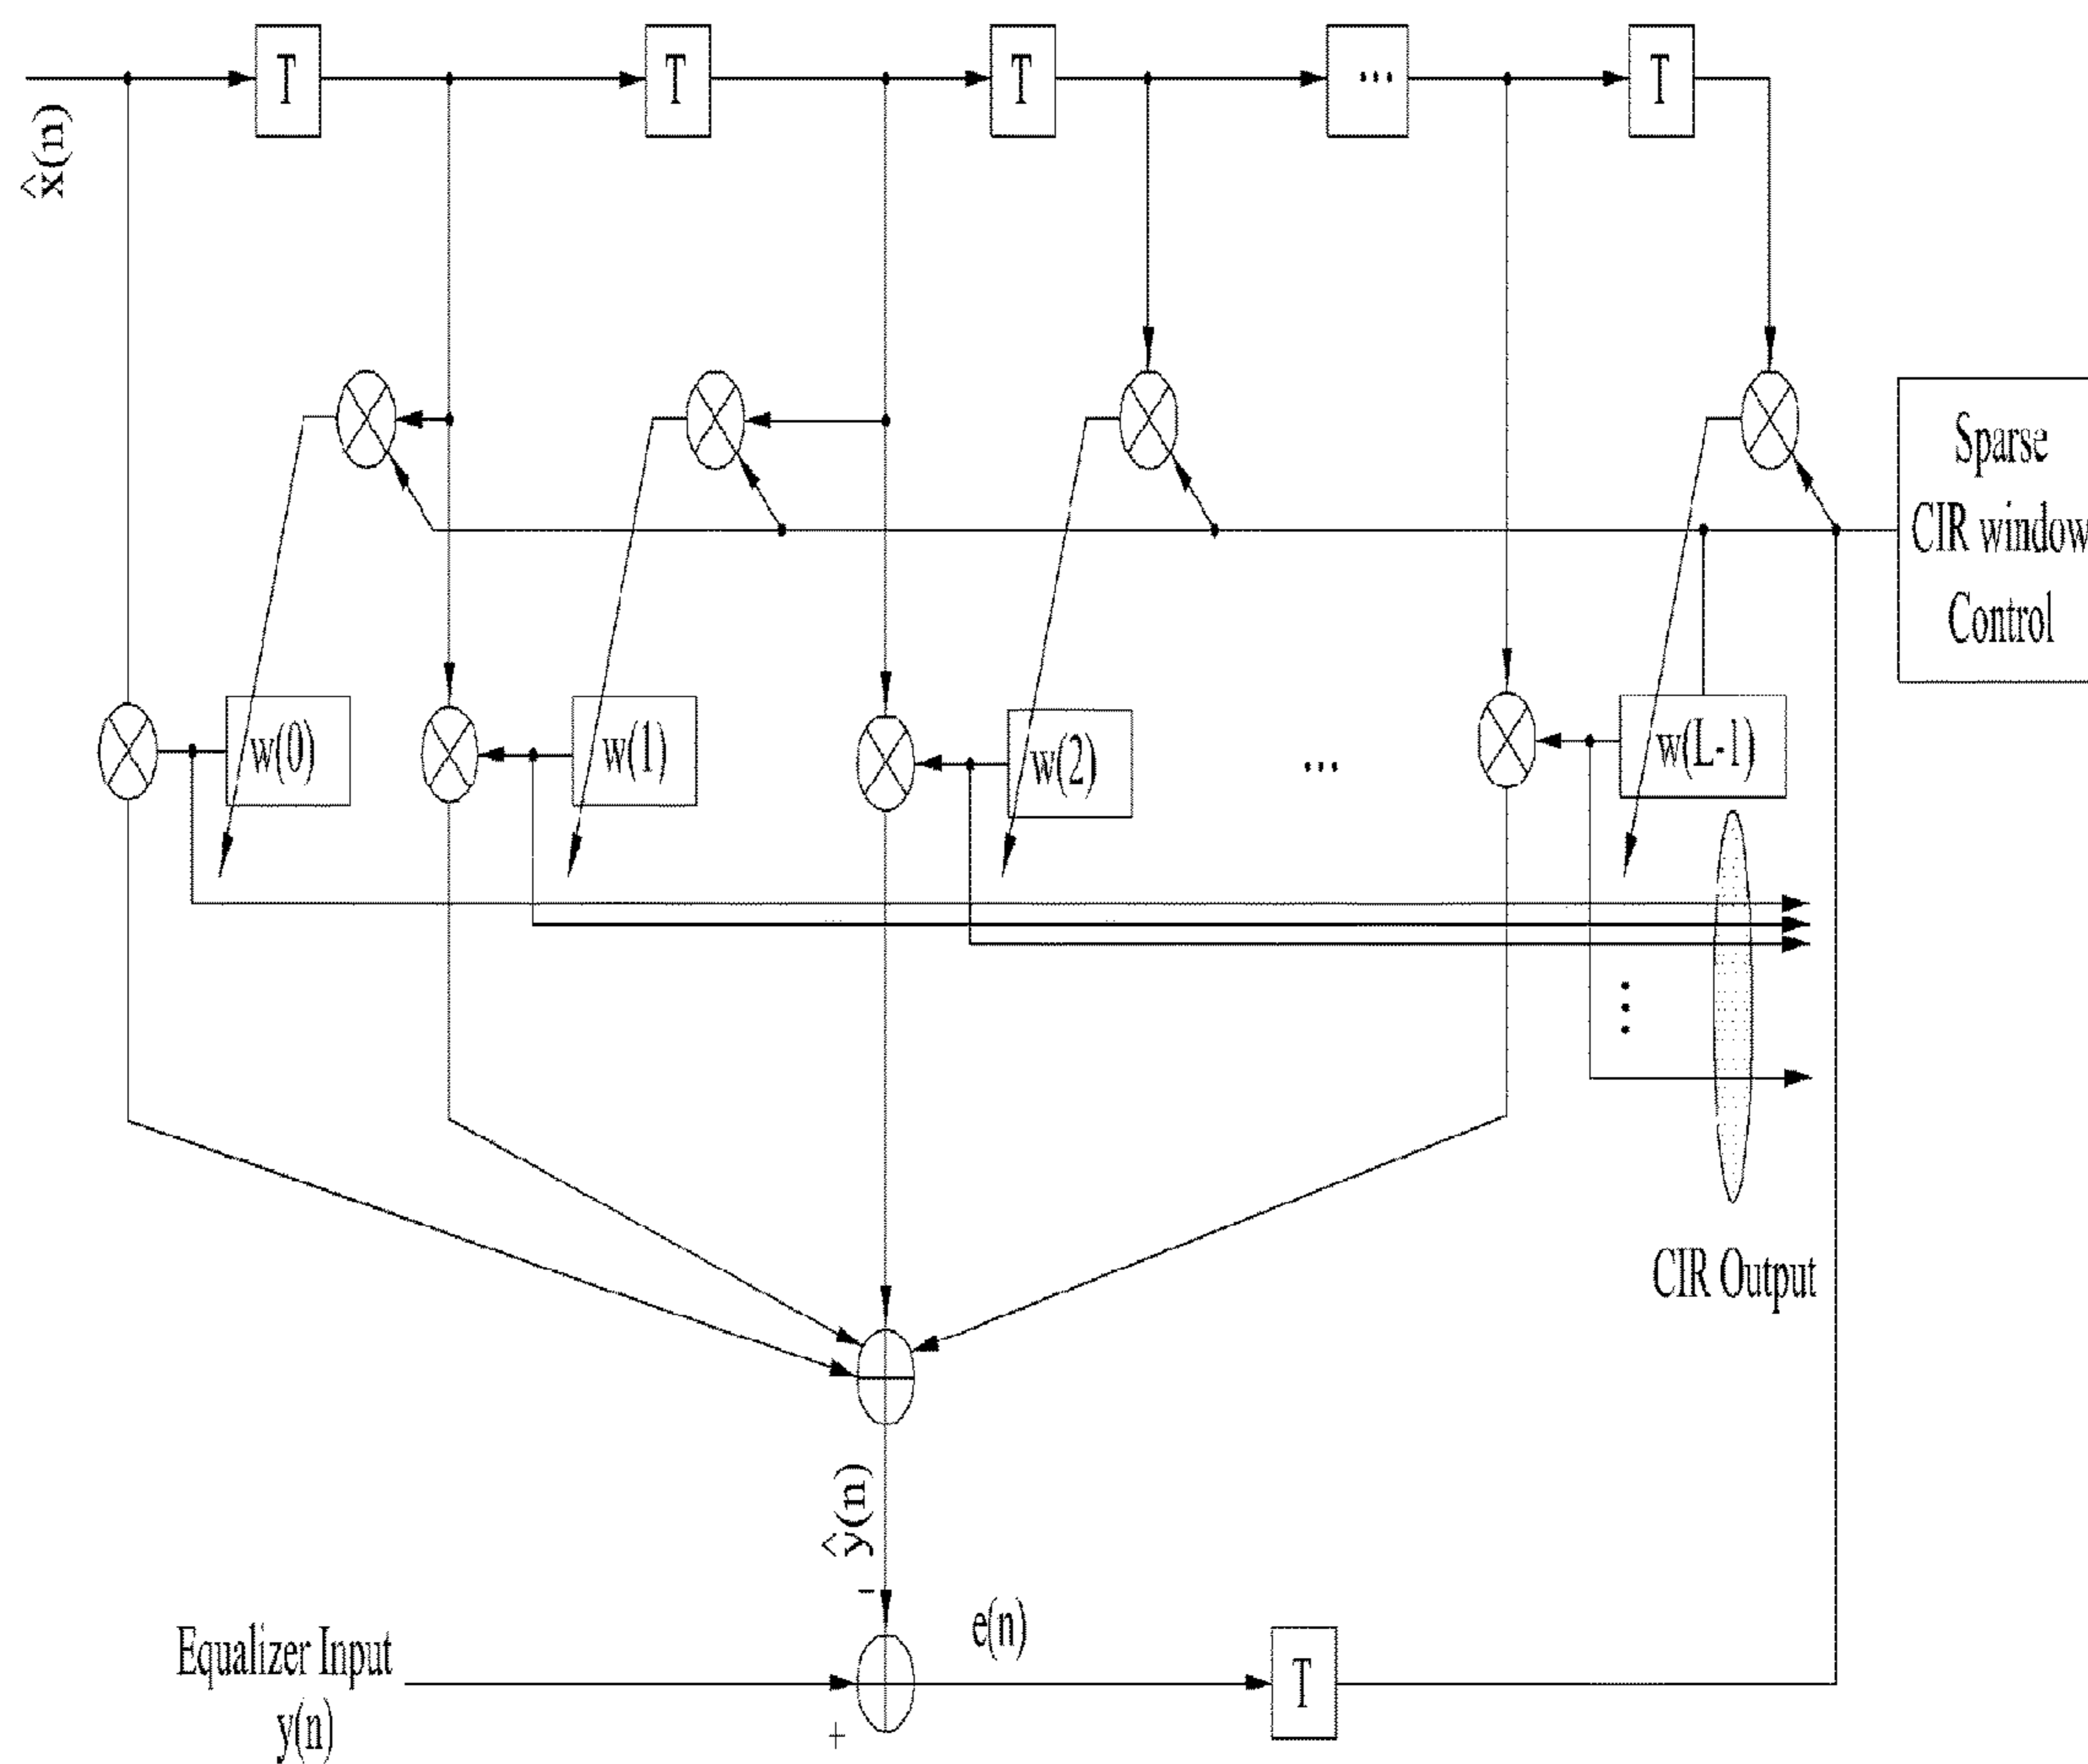 T
T
T
...
T
x̂(n)
Sparse
CIR window
Control
w(0)
w(1)
w(2)
...
w(L-1)
CIR Output
ŷ(n)
-
e(n)
Equalizer Input
y(n)
+
T